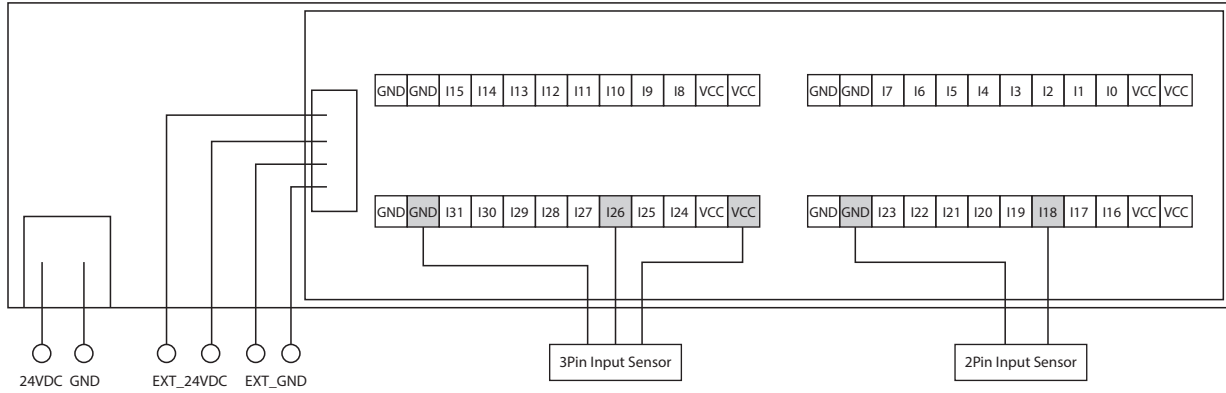 GND GND I15 I14 I13 I12 I11 I10 I9 I8 VCC VCC
GND GND I7 I6 I5 I4 I3 I2 I1 I0 VCC VCC
GND GND I31 I30 I29 I28 I27 I26 I25 I24 VCC VCC
GND GND I23 I22 I21 I20 I19 I18 I17 I16 VCC VCC
3Pin Input Sensor
2Pin Input Sensor
24VDC GND
EXT_24VDC
EXT_GND